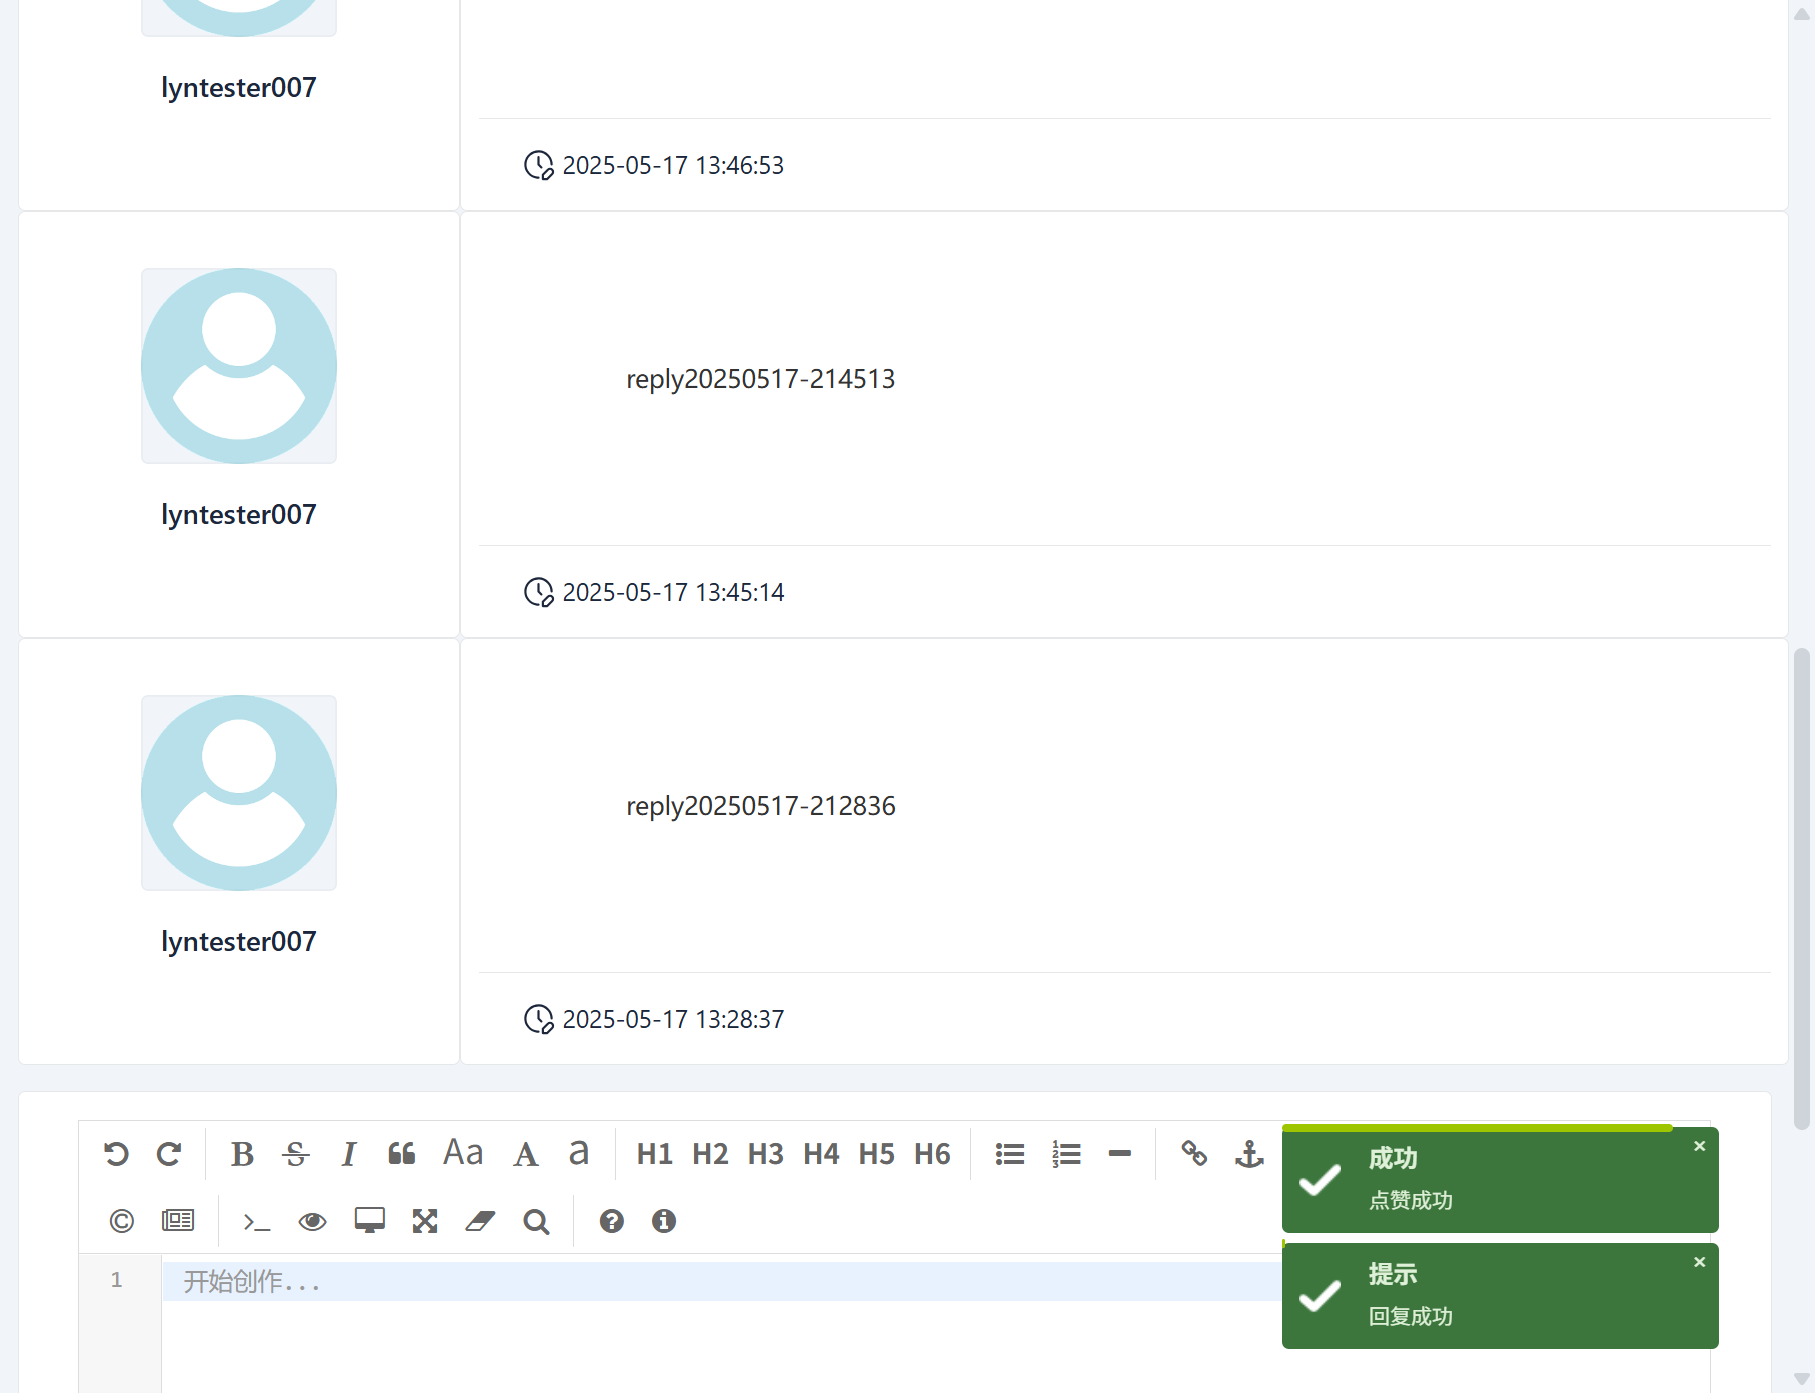 lyntester007
2025-05-17 13:46:53
reply20250517-214513
lyntester007
2025-05-17 13:45:14
reply20250517-212836
lyntester007
2025-05-17 13:28:37
B S I Aa A a H1 H2 H3 H4 H5 H6
成功
点赞成功
提示
回复成功
1 开始创作...